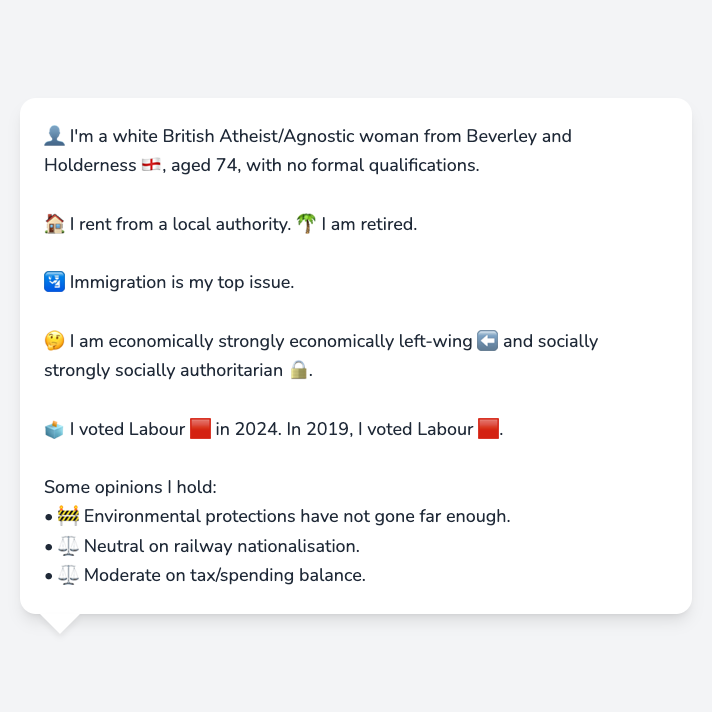 👤 I'm a white British Atheist/Agnostic woman from Beverley and
Holderness 🏴󠁧󠁢󠁥󠁮󠁧󠁿, aged 74, with no formal qualifications.
🏠 I rent from a local authority. 🌴 I am retired.
🛂 Immigration is my top issue.
🤔 I am economically strongly economically left-wing ⬅️ and socially
strongly socially authoritarian 🔒.
🗳️ I voted Labour 🟥 in 2024. In 2019, I voted Labour 🟥.
Some opinions I hold:
• 🚧 Environmental protections have not gone far enough.
• ⚖️ Neutral on railway nationalisation.
• ⚖️ Moderate on tax/spending balance.